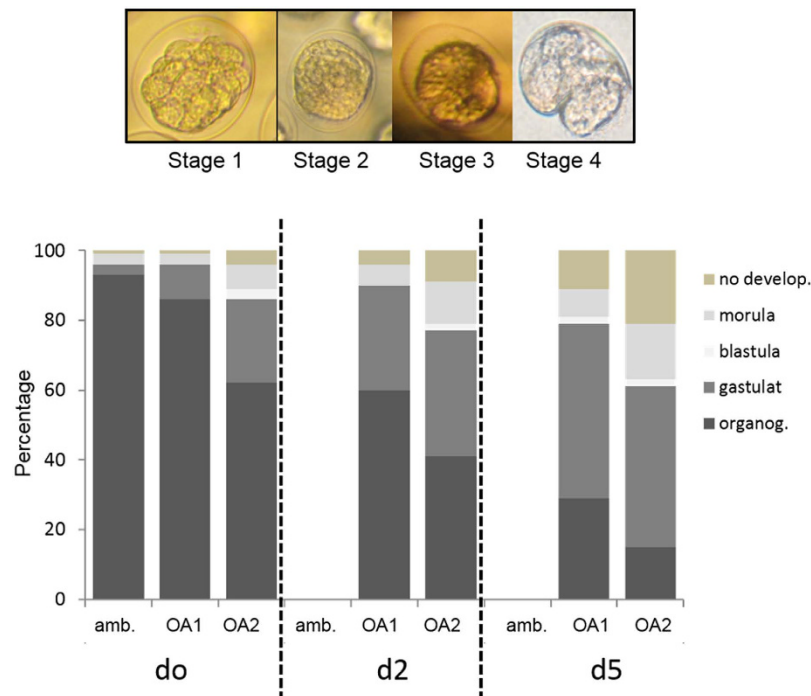 Stage 1 Stage 2 Stage 3 Stage 4
Percentage
100
80
60
40
20
0
no develop.
morula
blastula
gastulat
organog.
amb. OA1 OA2 amb. OA1 OA2 amb. OA1 OA2
do d2 d5